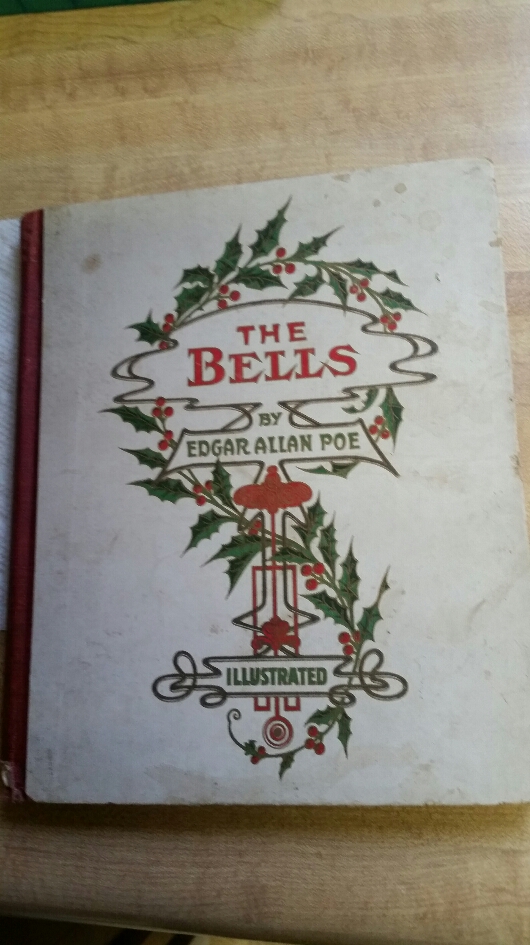 THE
BELLS
BY
EDGAR ALLAN POE
ILLUSTRATED